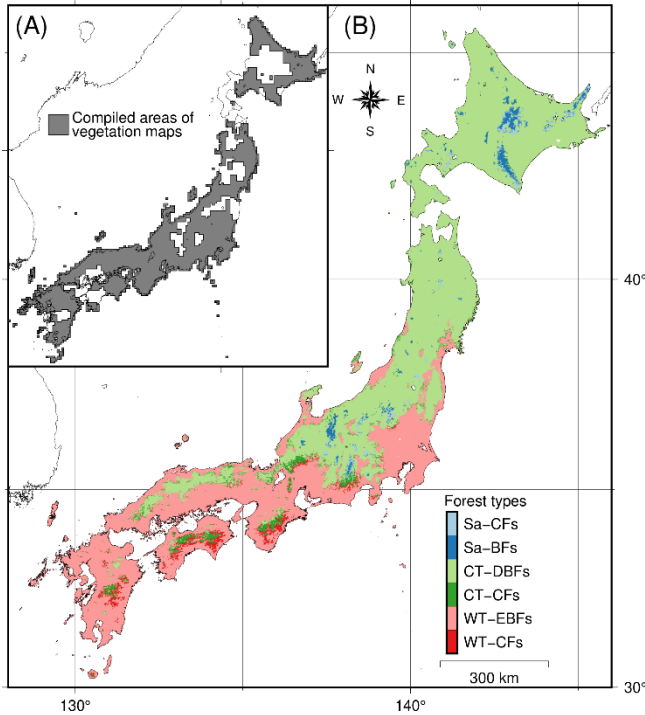 (A)
Compiled areas of
vegetation maps
(B)
N
W
E
S
40°
Forest types
Sa−CFs
Sa−BFs
CT−DBFs
CT−CFs
WT−EBFs
WT−CFs
300 km
30°
130°
140°